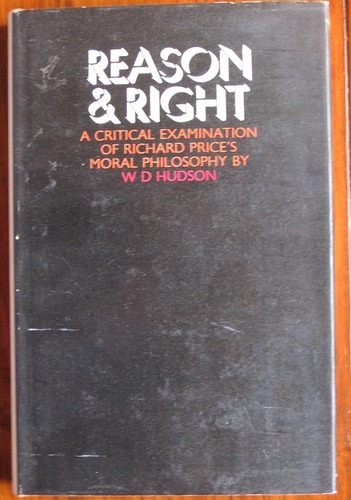 REASON
& RIGHT
A CRITICAL EXAMINATION
OF RICHARD PRICE'S
MORAL PHILOSOPHY BY
W D HUDSON